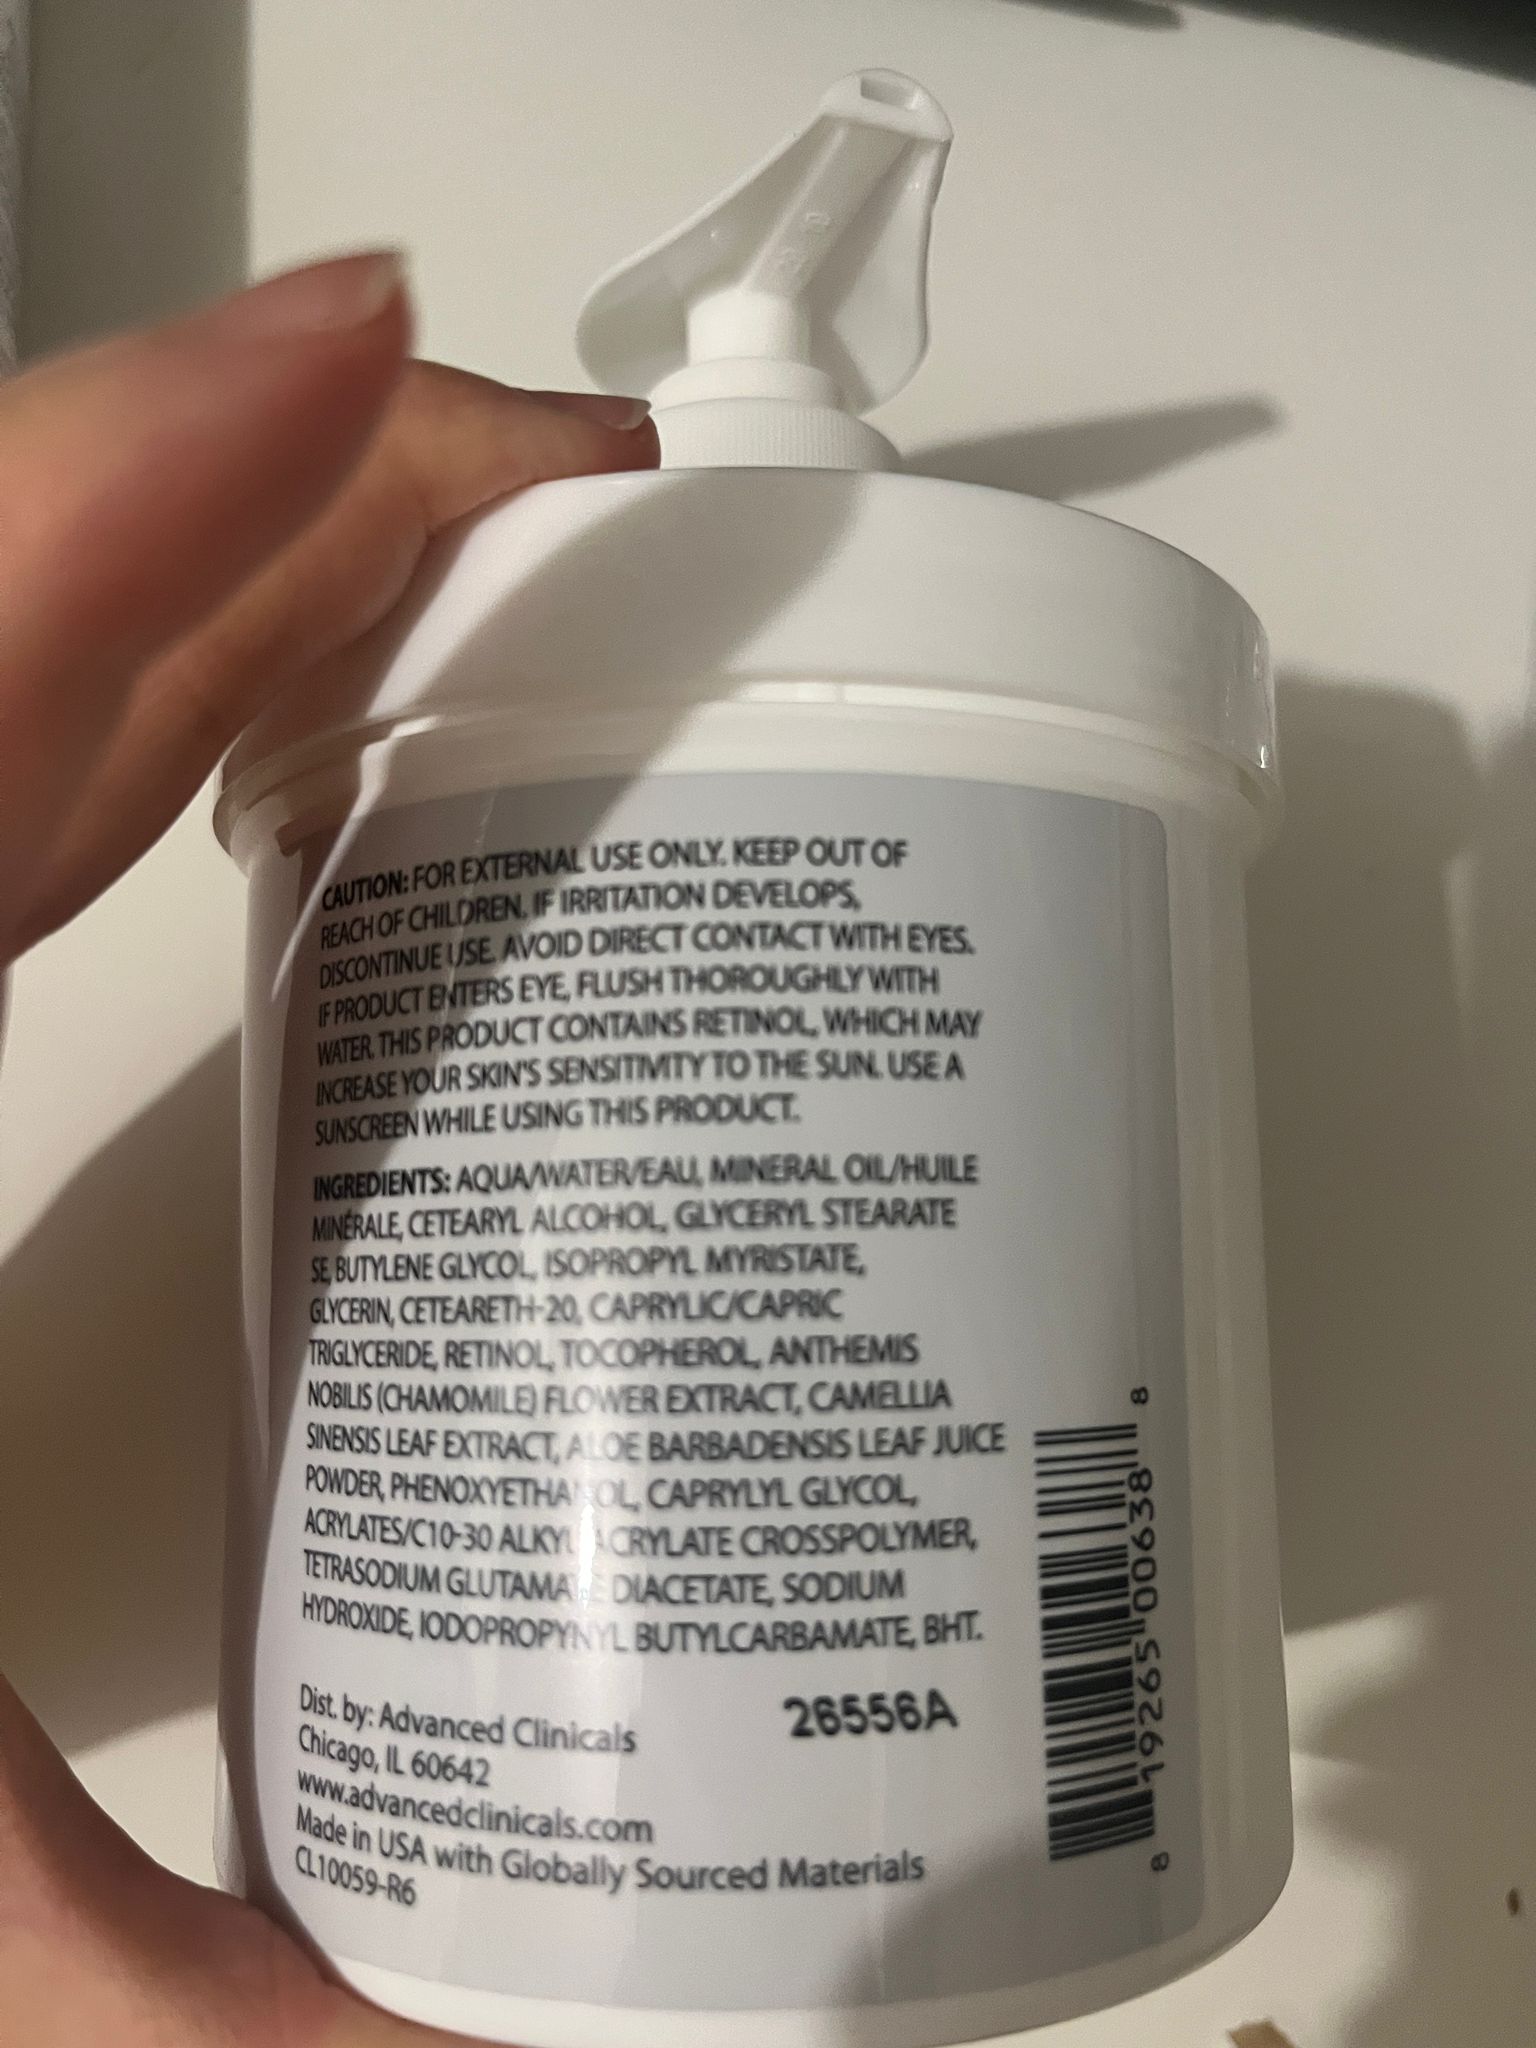 CAUTION: FOR EXTERNAL USE ONLY. KEEP OUT OF
REACH OF CHILDREN. IF IRRITATION DEVELOPS,
DISCONTINUE USE. AVOID DIRECT CONTACT WITH EYES.
IF PRODUCT ENTERS EYE, FLUSH THOROUGHLY WITH
WATER. THIS PRODUCT CONTAINS RETINOL, WHICH MAY
INCREASE YOUR SKIN'S SENSITIVITY TO THE SUN. USE A
SUNSCREEN WHILE USING THIS PRODUCT.
INGREDIENTS: AQUA/WATER/EAU, MINERAL OIL/HUILE
MINÉRALE, CETEARYL ALCOHOL, GLYCERYL STEARATE
SE, BUTYLENE GLYCOL, ISOPROPYL MYRISTATE,
GLYCERIN, CETEARETH-20, CAPRYLIC/CAPRIC
TRIGLYCERIDE, RETINOL, TOCOPHEROL, ANTHEMIS
NOBILIS (CHAMOMILE) FLOWER EXTRACT, CAMELLIA
SINENSIS LEAF EXTRACT, ALOE BARBADENSIS LEAF JUICE
POWDER, PHENOXYETHANOL, CAPRYLYL GLYCOL,
ACRYLATES/C10-30 ALKYL ACRYLATE CROSSPOLYMER,
TETRASODIUM GLUTAMATE DIACETATE, SODIUM
HYDROXIDE, IODOPROPYNYL BUTYLCARBAMATE, BHT.
26556A
Dist. by: Advanced Clinicals
Chicago, IL 60642
www.advancedclinicals.com
Made in USA with Globally Sourced Materials
CL10059-R6
8 19265 00638 8